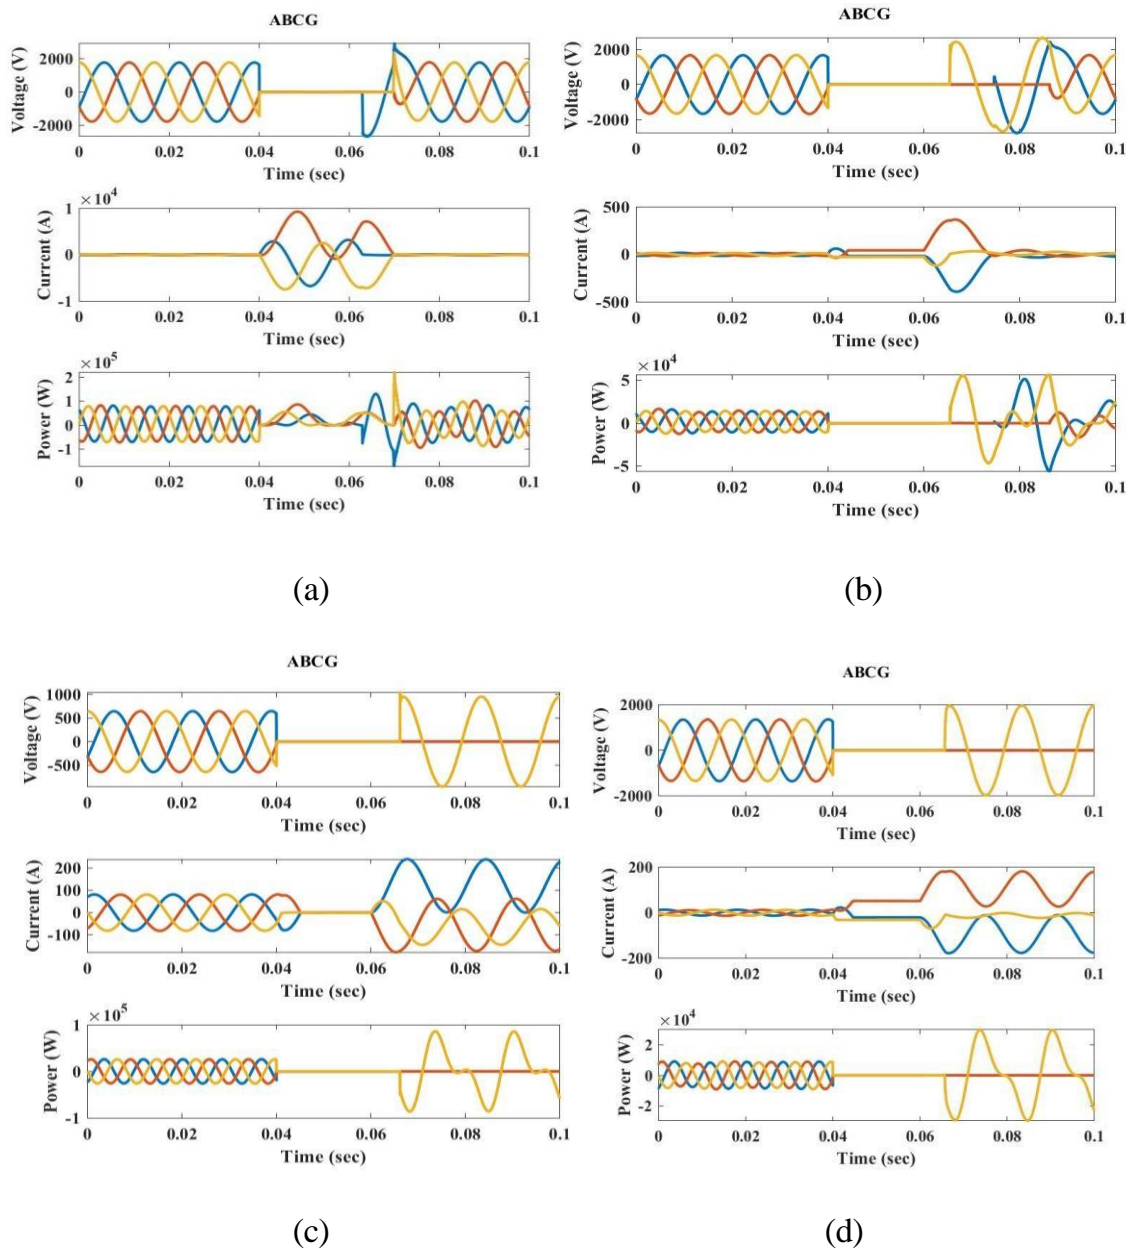 ABCG
Voltage (V)
2000
0
-2000
0 0.02 0.04 0.06 0.08 0.1
Time (sec)
×10⁴
Current (A)
1
0
-1
0 0.02 0.04 0.06 0.08 0.1
Time (sec)
×10⁵
Power (W)
2
1
0
-1
0 0.02 0.04 0.06 0.08 0.1
Time (sec)
(a)
ABCG
Voltage (V)
2000
0
-2000
0 0.02 0.04 0.06 0.08 0.1
Time (sec)
Current (A)
500
0
-500
0 0.02 0.04 0.06 0.08 0.1
Time (sec)
×10⁴
Power (W)
5
0
-5
0 0.02 0.04 0.06 0.08 0.1
Time (sec)
(b)
ABCG
Voltage (V)
1000
500
0
-500
0 0.02 0.04 0.06 0.08 0.1
Time (sec)
Current (A)
200
100
0
-100
0 0.02 0.04 0.06 0.08 0.1
Time (sec)
×10⁵
Power (W)
1
0
-1
0 0.02 0.04 0.06 0.08 0.1
Time (sec)
(c)
ABCG
Voltage (V)
2000
0
-2000
0 0.02 0.04 0.06 0.08 0.1
Time (sec)
Current (A)
200
0
-200
0 0.02 0.04 0.06 0.08 0.1
Time (sec)
×10⁴
Power (W)
2
0
-2
0 0.02 0.04 0.06 0.08 0.1
Time (sec)
(d)